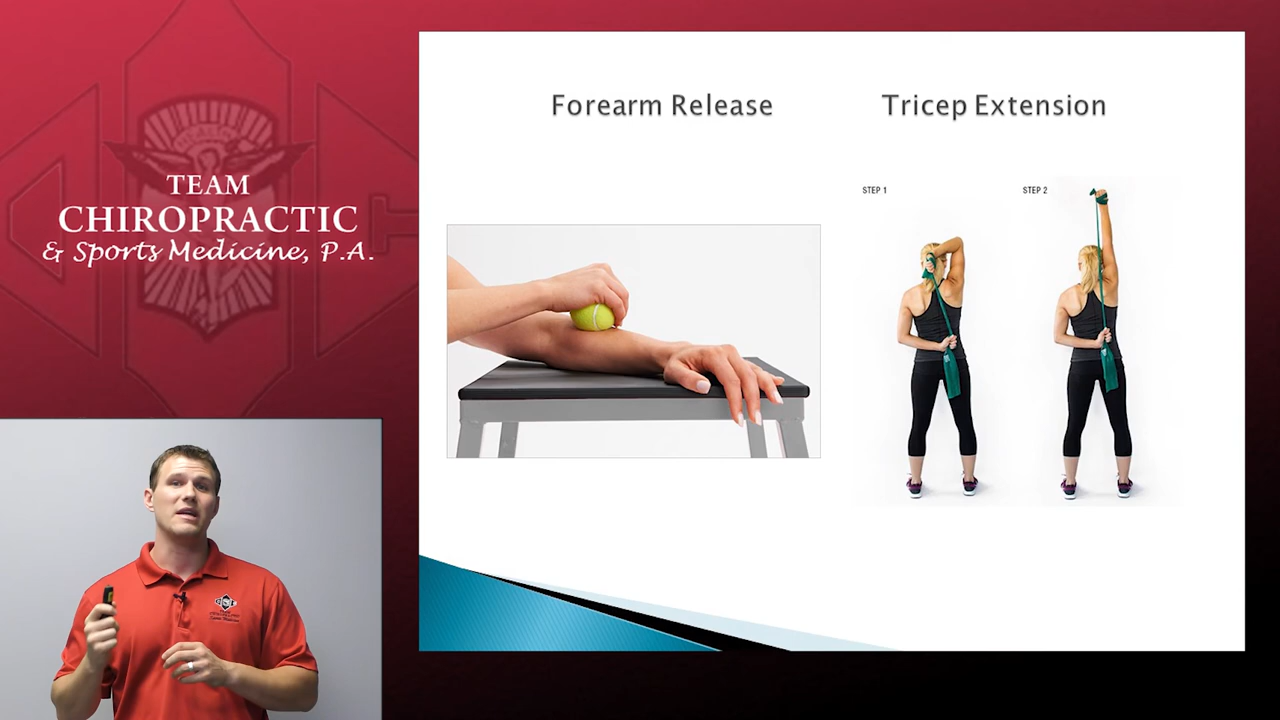 TEAM
CHIROPRACTIC
& Sports Medicine, P.A.
Forearm Release
Tricep Extension
STEP 1
STEP 2